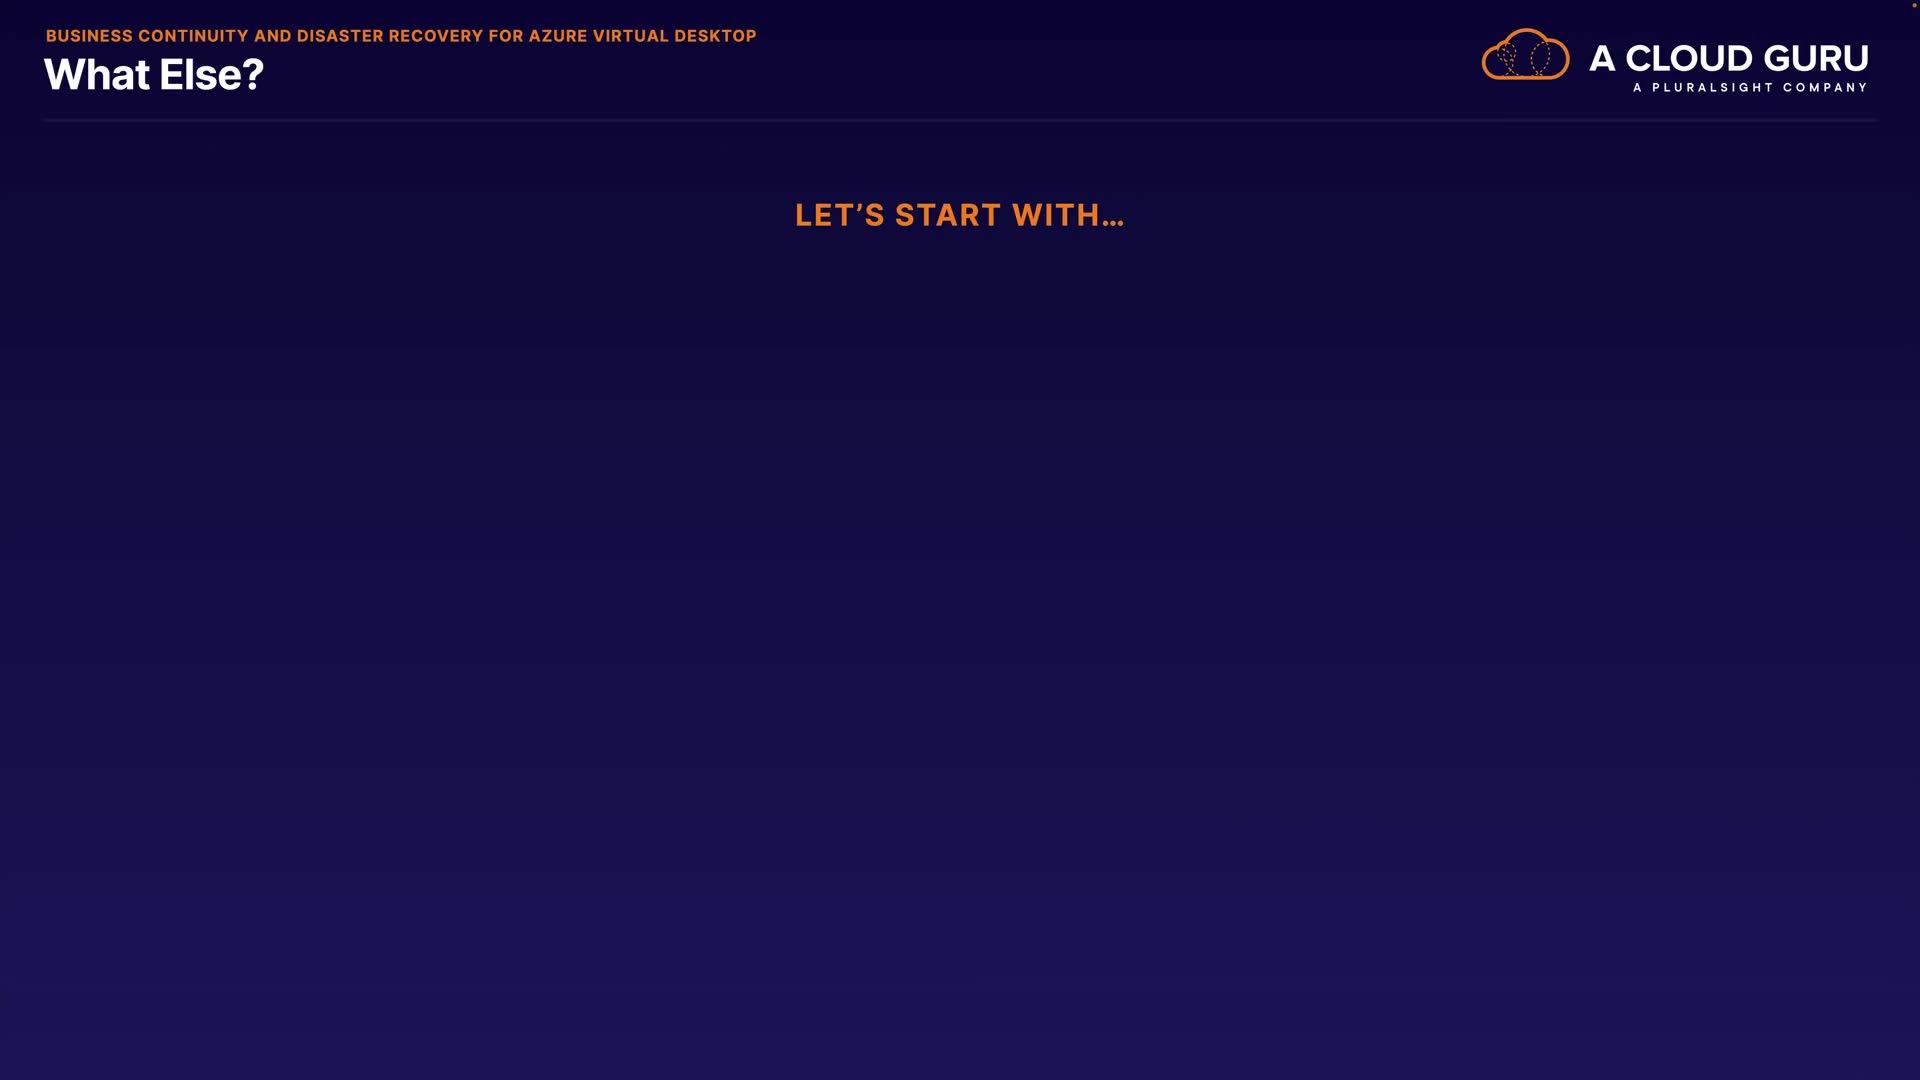 BUSINESS CONTINUITY AND DISASTER RECOVERY FOR AZURE VIRTUAL DESKTOP
What Else?
A CLOUD GURU
A PLURALSIGHT COMPANY
LET’S START WITH…